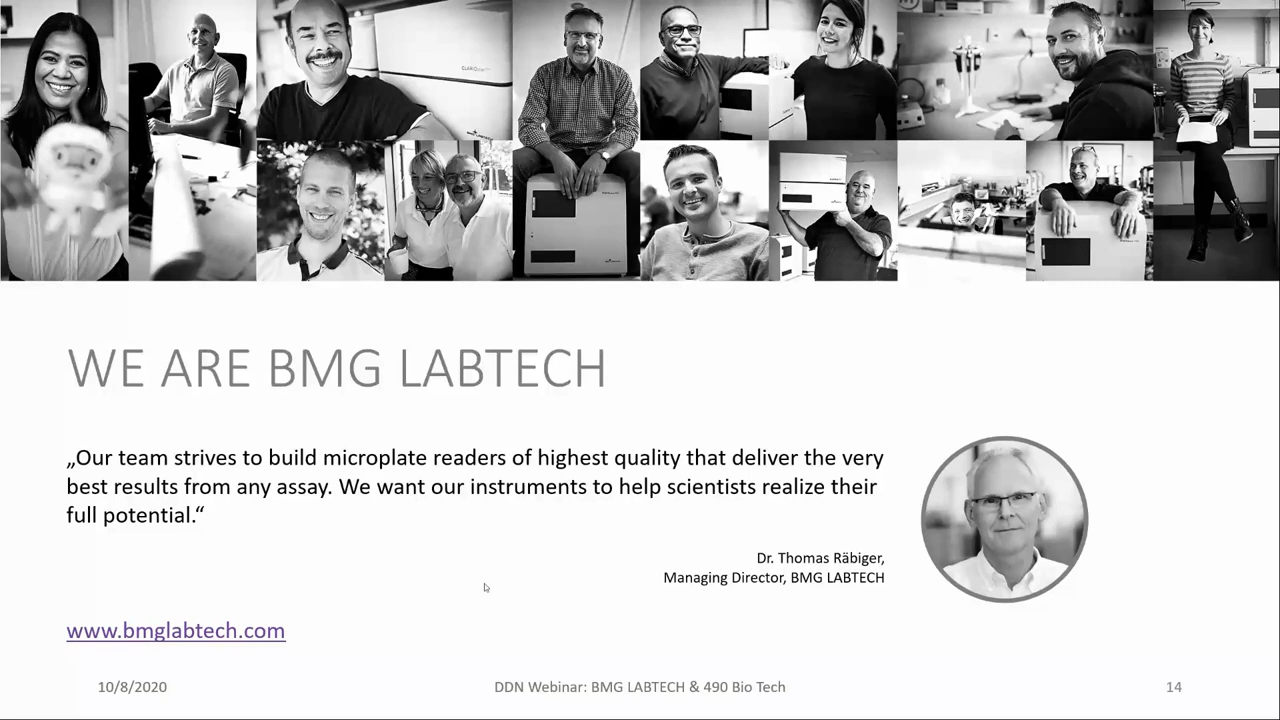 WE ARE BMG LABTECH
„Our team strives to build microplate readers of highest quality that deliver the very
best results from any assay. We want our instruments to help scientists realize their
full potential.“
Dr. Thomas Räbiger,
Managing Director, BMG LABTECH
www.bmglabtech.com
10/8/2020
DDN Webinar: BMG LABTECH & 490 Bio Tech
14